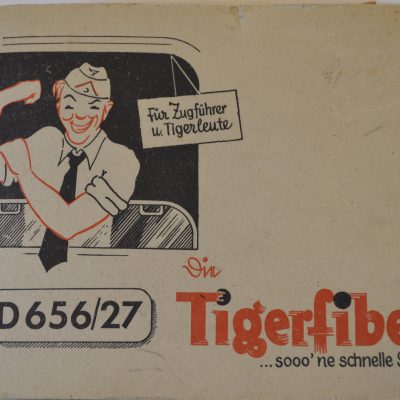 Für Zugführer
u. Tigerleute
D 656/27
Die
Tigerfibe
...sooo' ne schnelle S